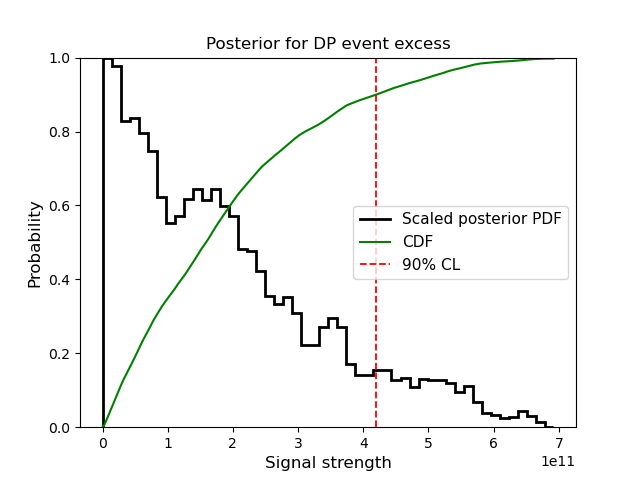 Posterior for DP event excess
1.0
0.8
0.6
0.4
0.2
0.0
Probability
Scaled posterior PDF
CDF
90% CL
0 1 2 3 4 5 6 7
1e11
Signal strength